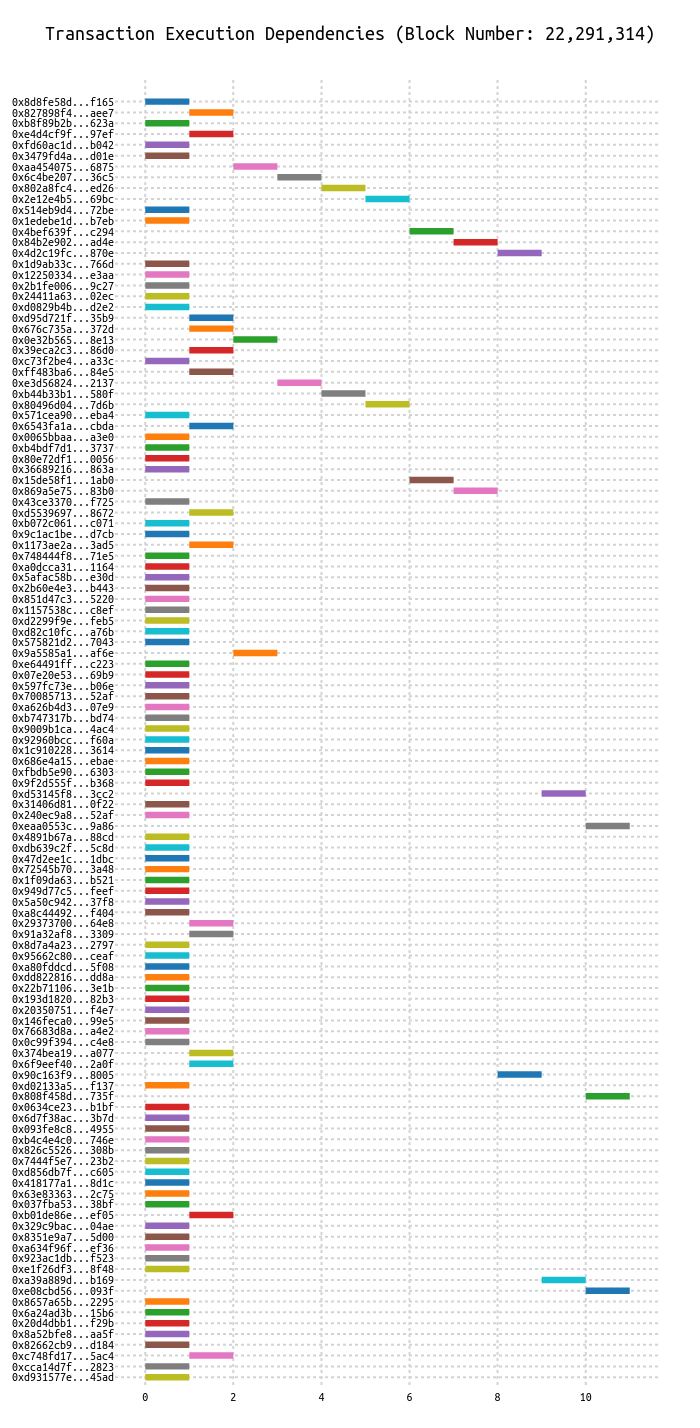 Transaction Execution Dependencies (Block Number: 22,291,314)
0x8d8fe58d...f165
0x827898f4...aee7
0xb8f89b2b...623a
0xe4d4cf9f...97ef
0xfd60ac1d...b042
0x3479fd4a...d01e
0xaa454075...6875
0x6c4be207...36c5
0x802a8fc4...ed26
0x2e12e4b5...69bc
0x514eb9d4...72be
0x1edebe1d...b7eb
0x4bef639f...c294
0x84b2e902...ad4e
0x4d2c19fc...870e
0x1d9ab33c...766d
0x12250334...e3aa
0x2b1fe006...9c27
0x24411a63...02ec
0xd0829b4b...d2e2
0xd95d721f...35b9
0x676c735a...372d
0x0e32b565...8e13
0x39eca2c3...86d0
0xc73f2be4...a33c
0xff483ba6...84e5
0xe3d56824...2137
0xb44b33b1...580f
0x80496d04...7d6b
0x571cea90...eba4
0x6543fa1a...cbda
0x0065bbaa...a3e0
0xb4bdf7d1...3737
0x80e72df1...0056
0x36689216...863a
0x15de58f1...1ab0
0x869a5e75...83b0
0x43ce3370...f725
0xd5539697...8672
0xb072c061...c071
0x9c1ac1be...d7cb
0x1173ae2a...3ad5
0x748444f8...71e5
0xa0dcca31...1164
0x5afac58b...e30d
0x2b60e4e3...b443
0x851d47c3...5220
0x1157538c...c8ef
0xd2299f9e...feb5
0xd82c10fc...a76b
0x575821d2...7043
0x9a5585a1...af6e
0xe64491ff...c223
0x07e20e53...69b9
0x597fc73e...b06e
0x70085713...52af
0xa626b4d3...07e9
0xb747317b...bd74
0x9009b1ca...4ac4
0x92960bcc...f60a
0x1c910228...3614
0x686e4a15...ebae
0xfbdb5e90...6303
0x9f2d555f...b368
0xd53145f8...3cc2
0x31406d81...0f22
0x240ec9a8...52af
0xeaa0553c...9a86
0x4891b67a...88cd
0xdb639c2f...5c8d
0x47d2ee1c...1dbc
0x72545b70...3a48
0x1f09da63...b521
0x949d77c5...feef
0x5a50c942...37f8
0xa8c44492...f404
0x29373700...64e8
0x91a32af8...3309
0x8d7a4a23...2797
0x95662c80...ceaf
0xa80fddcd...5f08
0xdd822816...dd8a
0x22b71106...3e1b
0x193d1820...82b3
0x20350751...f4e7
0x146feca0...99e5
0x76683d8a...a4e2
0x0c99f394...c4e8
0x374bea19...a077
0x6f9eef40...2a0f
0x90c163f9...8005
0xd02133a5...f137
0x808f458d...735f
0x0634ce23...b1bf
0x6d7f38ac...3b7d
0x093fe8c8...4955
0xb4c4e4c0...746e
0x826c5526...308b
0x7444f5e7...23b2
0xd856db7f...c605
0x418177a1...8d1c
0x63e83363...2c75
0x037fba53...38bf
0xb01de86e...ef05
0x329c9bac...04ae
0x8351e9a7...5d00
0xa634f96f...ef36
0x923ac1db...f523
0xe1f26df3...8f48
0xa39a889d...b169
0xe08cbd56...093f
0x8657a65b...2295
0x6a24ad3b...15b6
0x20d4dbb1...f29b
0x8a52bfe8...aa5f
0x82662cb9...d184
0xc748fd17...5ac4
0xcca14d7f...2823
0xd931577e...45ad
0 2 4 6 8 10